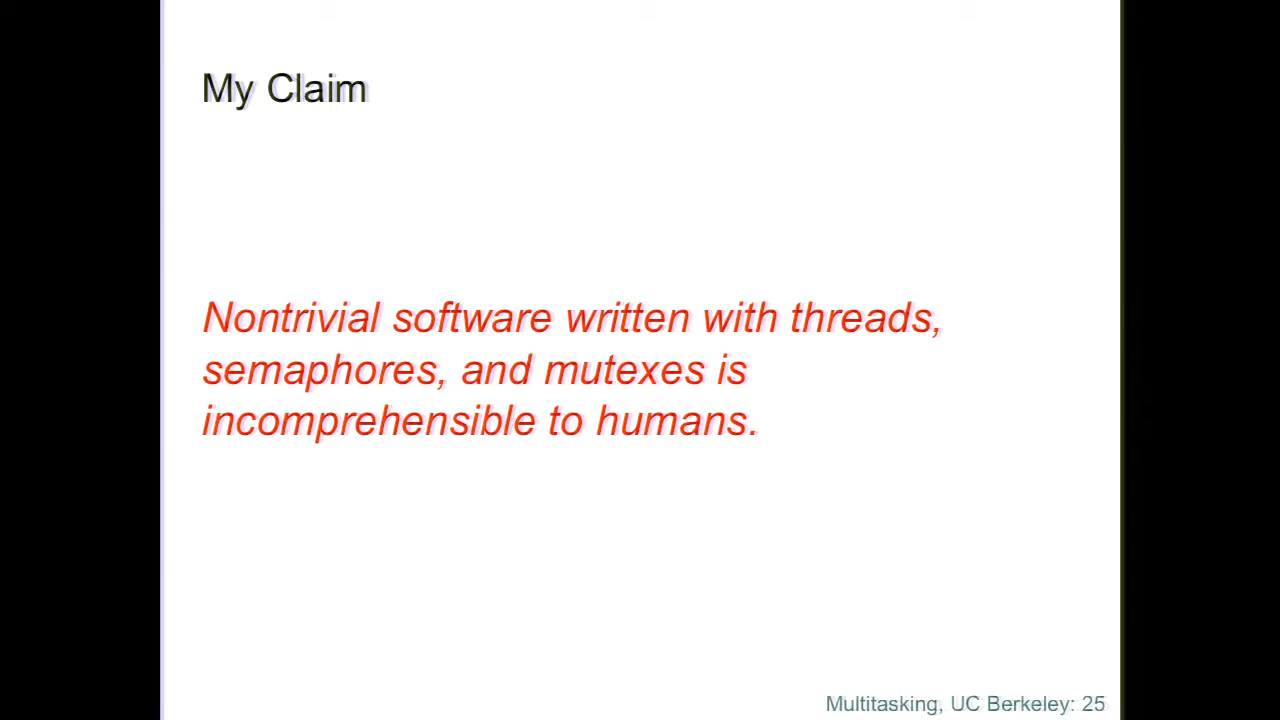 My Claim
Nontrivial software written with threads,
semaphores, and mutexes is
incomprehensible to humans.
Multitasking, UC Berkeley: 25